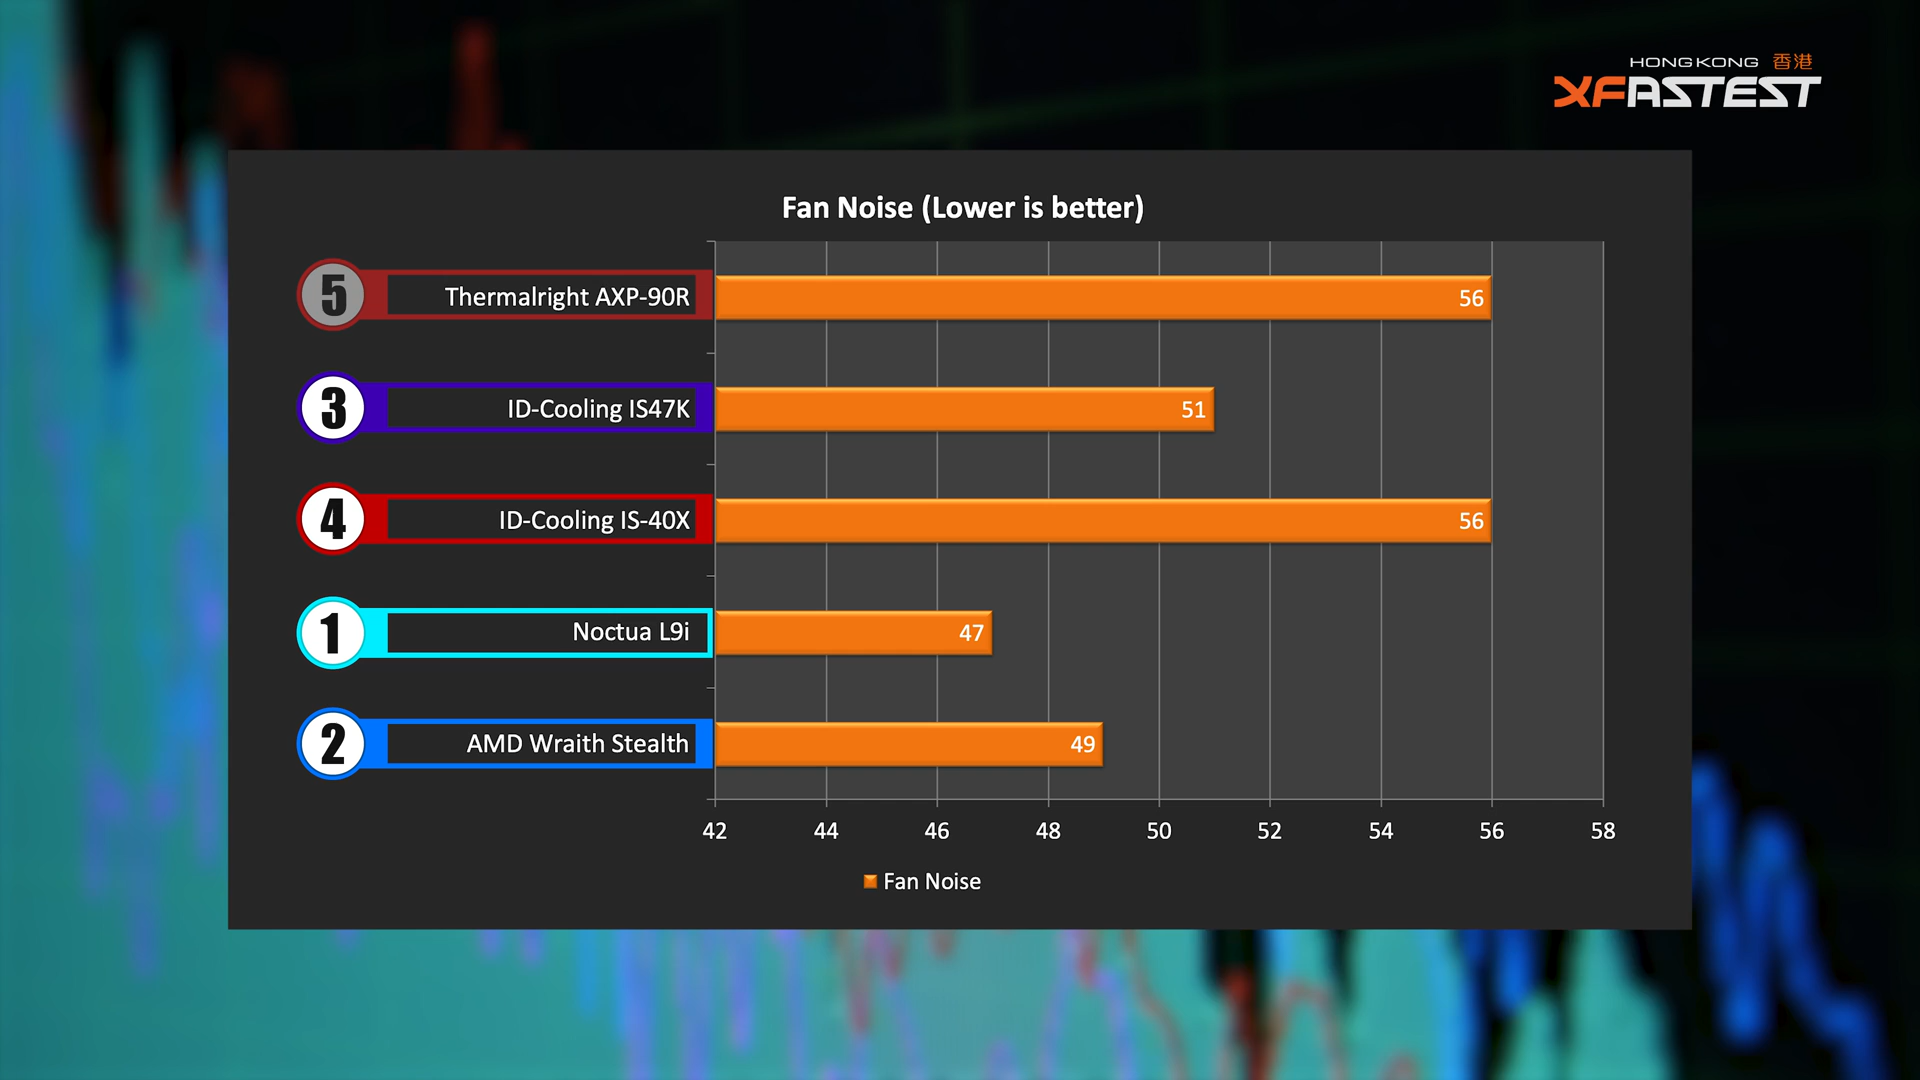 HONG KONG 香港
XFASTEST
Fan Noise (Lower is better)
5 Thermalright AXP-90R 56
3 ID-Cooling IS47K 51
4 ID-Cooling IS-40X 56
1 Noctua L9i 47
2 AMD Wraith Stealth 49
42 44 46 48 50 52 54 56 58
Fan Noise